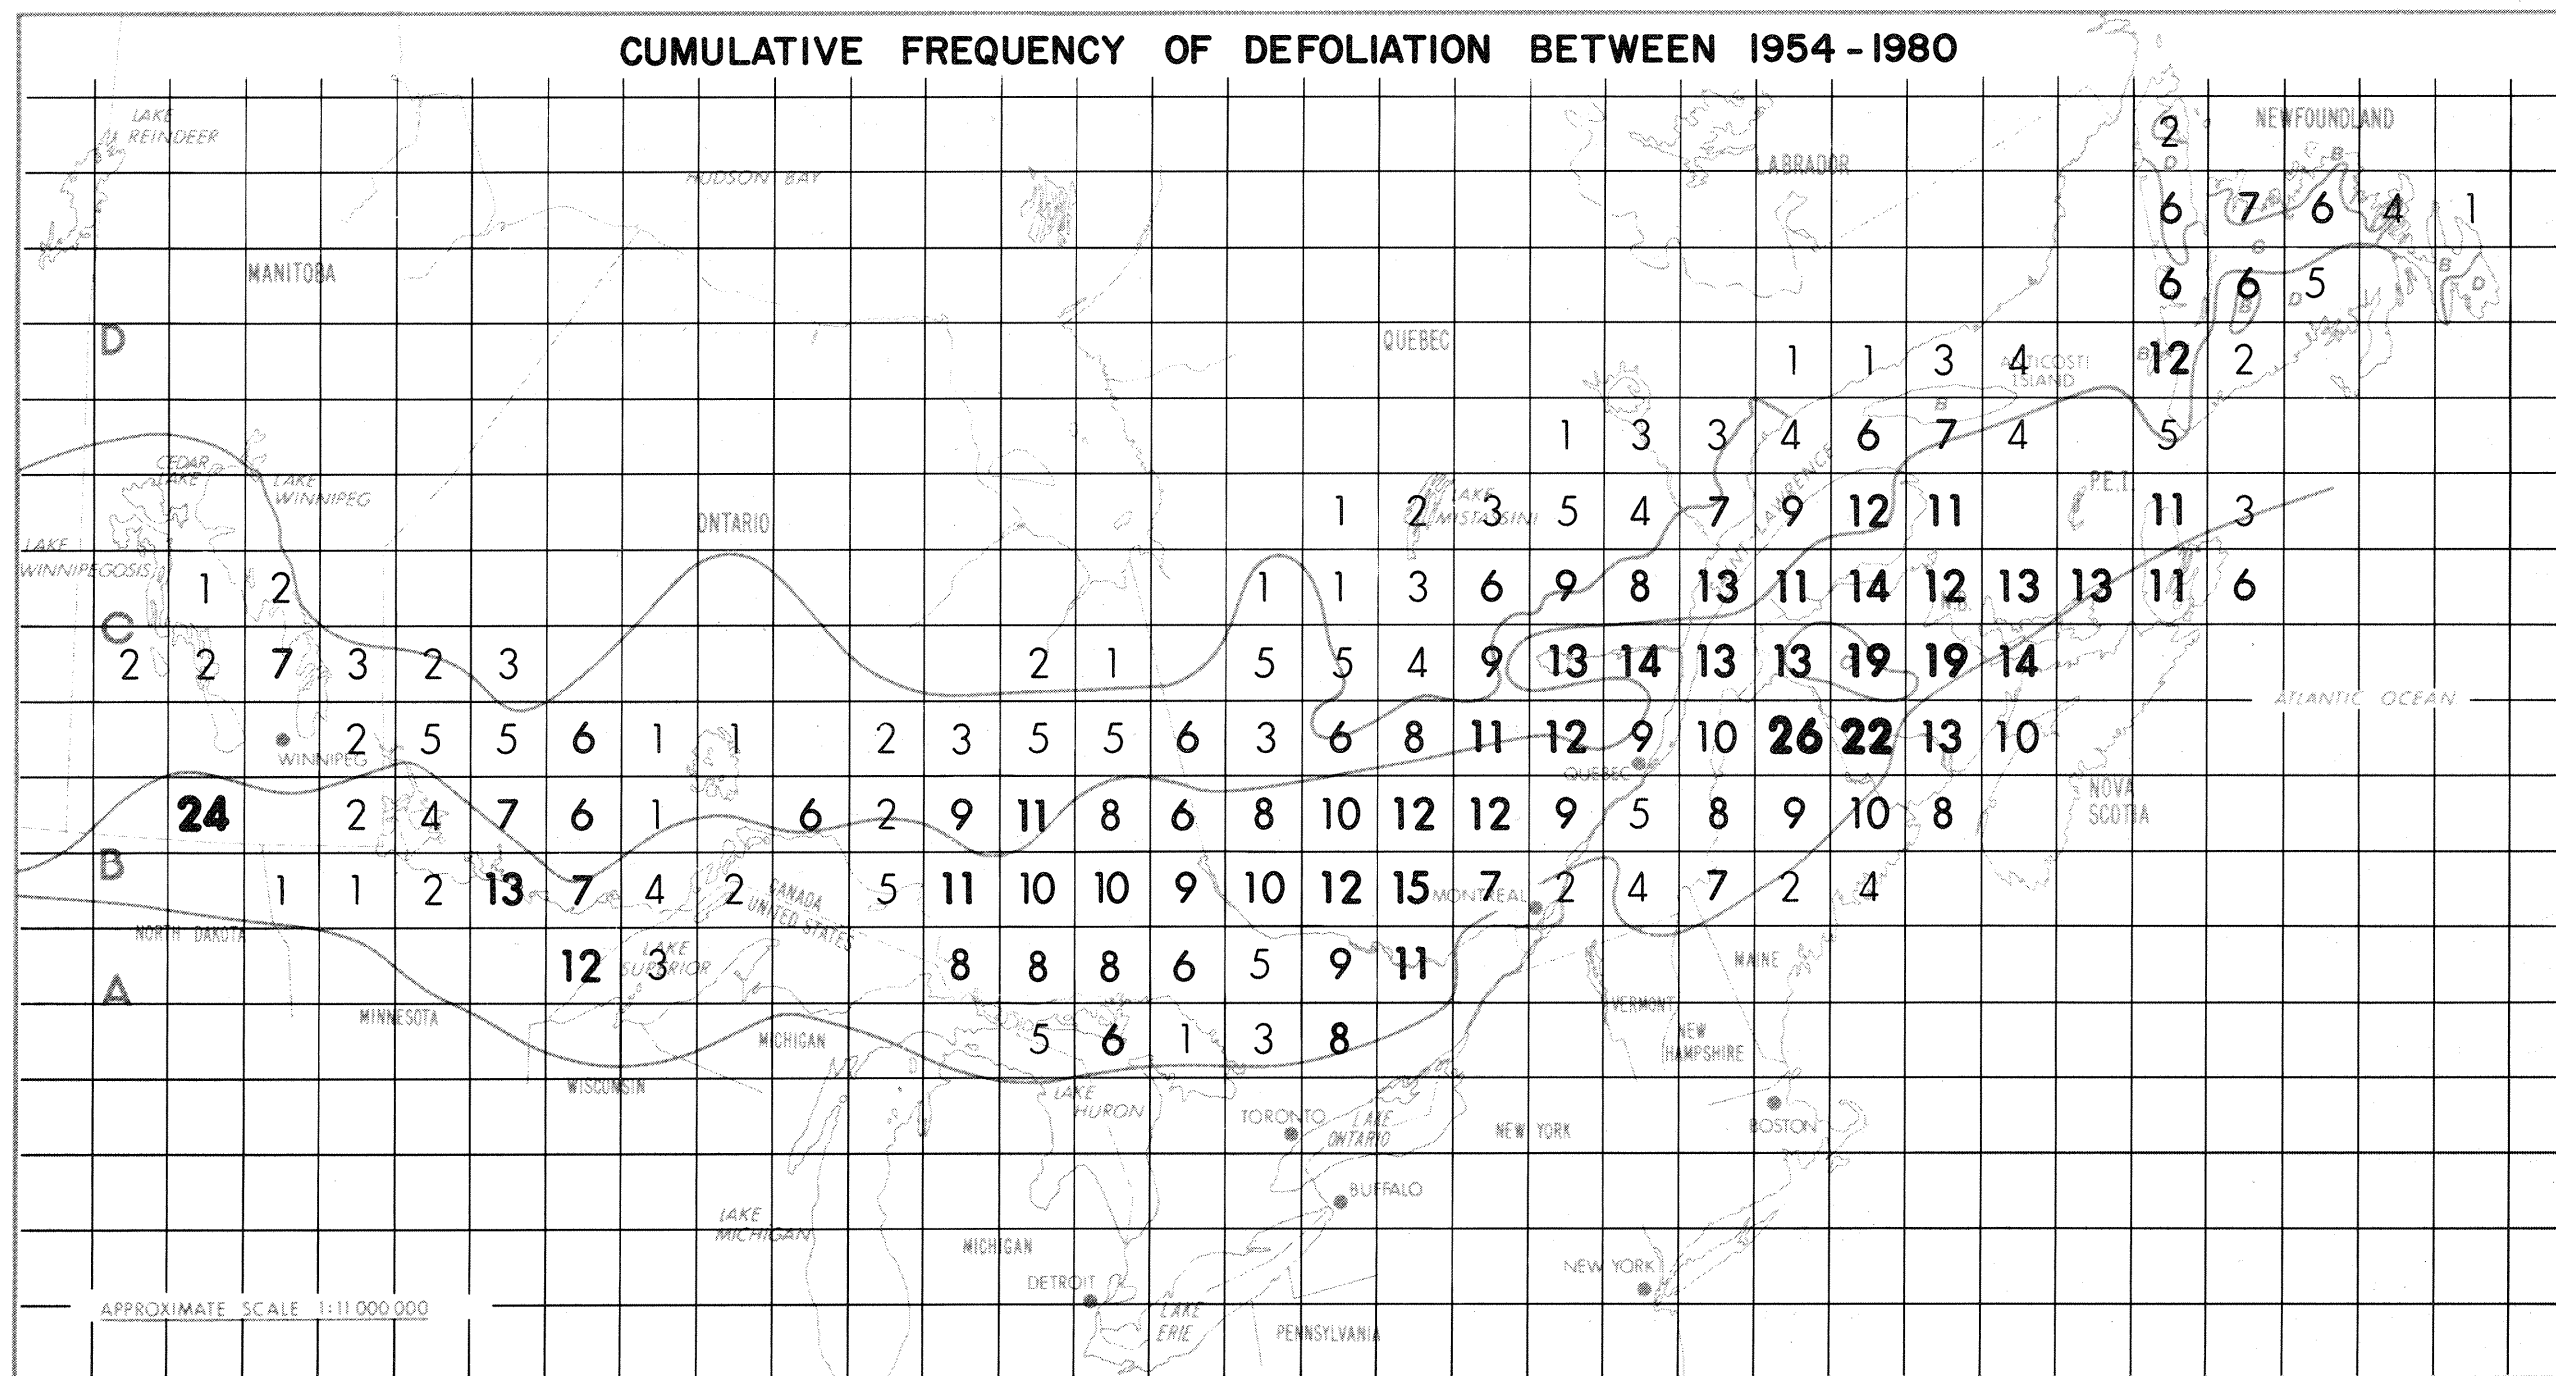 CUMULATIVE FREQUENCY OF DEFOLIATION BETWEEN 1954-1980
LAKE REINDEER
NEWFOUNDLAND
2
B
D
LABRADOR
HUDSON BAY
6 7 6 4 1
B
C
MANITOBA
B
6 6 5
D
D
B
D
QUEBEC
1 1 3 4
ANTICOSTI ISLAND
B
12 2
B
1 3 3 4 6 7 4 5
CEDAR LAKE
LAKE WINNIPEG
SAINT LAWRENCE
P.E.I.
ONTARIO
LAKE MISTASSINI
1 2 3 5 4 7 9 12 11 11 3
LAKE WINNIPEGOSIS
1 2 1 1 3 6 9 8 13 11 14 12 13 13 11 6
N.B.
C
2 2 7 3 2 3 2 1 5 5 4 9 13 14 13 13 19 19 14
ATLANTIC OCEAN
2 5 5 6 1 1 2 3 5 5 6 3 6 8 11 12 9 10 26 22 13 10
WINNIPEG
QUEBEC
NOVA SCOTIA
24 2 4 7 6 1 6 2 9 11 8 6 8 10 12 12 9 5 8 9 10 8
B
1 1 2 13 7 4 2 5 11 10 10 9 10 12 15 7 2 4 7 2 4
CANADA
UNITED STATES
MONTREAL
NORTH DAKOTA
LAKE SUPERIOR
MAINE
12 3 8 8 8 6 5 9 11
A
MINNESOTA
VERMONT
MICHIGAN
NEW HAMPSHIRE
5 6 1 3 8
WISCONSIN
LAKE HURON
TORONTO
LAKE ONTARIO
NEW YORK
BOSTON
BUFFALO
LAKE MICHIGAN
MICHIGAN
NEW YORK
DETROIT
APPROXIMATE SCALE 1:11 000 000
LAKE ERIE
PENNSYLVANIA